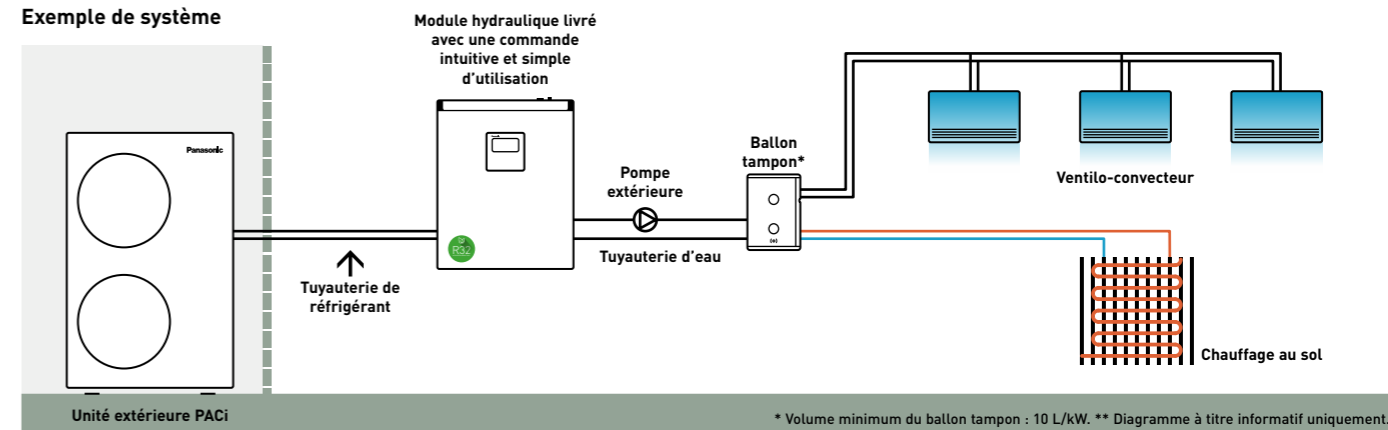 Exemple de système
Module hydraulique livré
avec une commande
intuitive et simple
d'utilisation
Panasonic
R32
Tuyauterie de
réfrigérant
Pompe
extérieure
Tuyauterie d'eau
Ballon
tampon*
Ventilo-convecteur
Chauffage au sol
Unité extérieure PACi
* Volume minimum du ballon tampon : 10 L/kW. ** Diagramme à titre informatif uniquement.